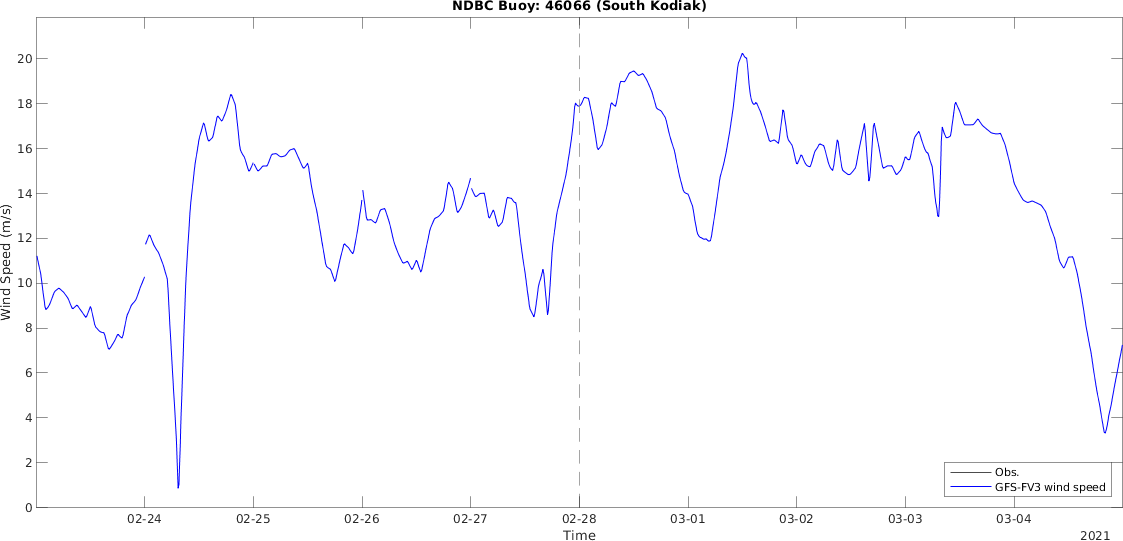 NDBC Buoy: 46066 (South Kodiak)
Wind Speed (m/s)
20
18
16
14
12
10
8
6
4
2
0
Obs.
GFS-FV3 wind speed
02-24 02-25 02-26 02-27 02-28 03-01 03-02 03-03 03-04
Time
2021